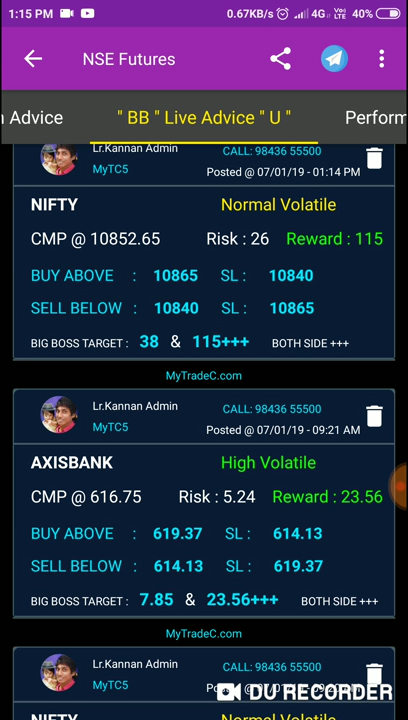 1:15 PM 0.67KB/s 4G VoLTE 40%
NSE Futures
n Advice " BB " Live Advice " U " Perform
Lr.Kannan Admin CALL: 98436 55500
MyTC5 Posted @ 07/01/19 - 01:14 PM
NIFTY Normal Volatile
CMP @ 10852.65 Risk : 26 Reward : 115
BUY ABOVE : 10865 SL : 10840
SELL BELOW : 10840 SL : 10865
BIG BOSS TARGET : 38 & 115+++ BOTH SIDE +++
MyTradeC.com
Lr.Kannan Admin CALL: 98436 55500
MyTC5 Posted @ 07/01/19 - 09:21 AM
AXISBANK High Volatile
CMP @ 616.75 Risk : 5.24 Reward : 23.56
BUY ABOVE : 619.37 SL : 614.13
SELL BELOW : 614.13 SL : 619.37
BIG BOSS TARGET : 7.85 & 23.56+++ BOTH SIDE +++
MyTradeC.com
Lr.Kannan Admin CALL: 98436 55500
MyTC5
DU RECORDER
NIFTY Normal Volatile